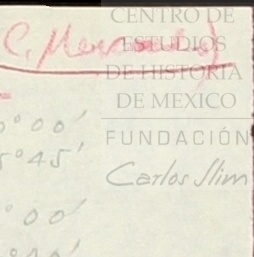 CENTRO DE
ESTUDIOS
DE HISTORIA
DE MEXICO
FUNDACIÓN
Carlos Slim
C.
0° 00'
5° 45'
° 00'